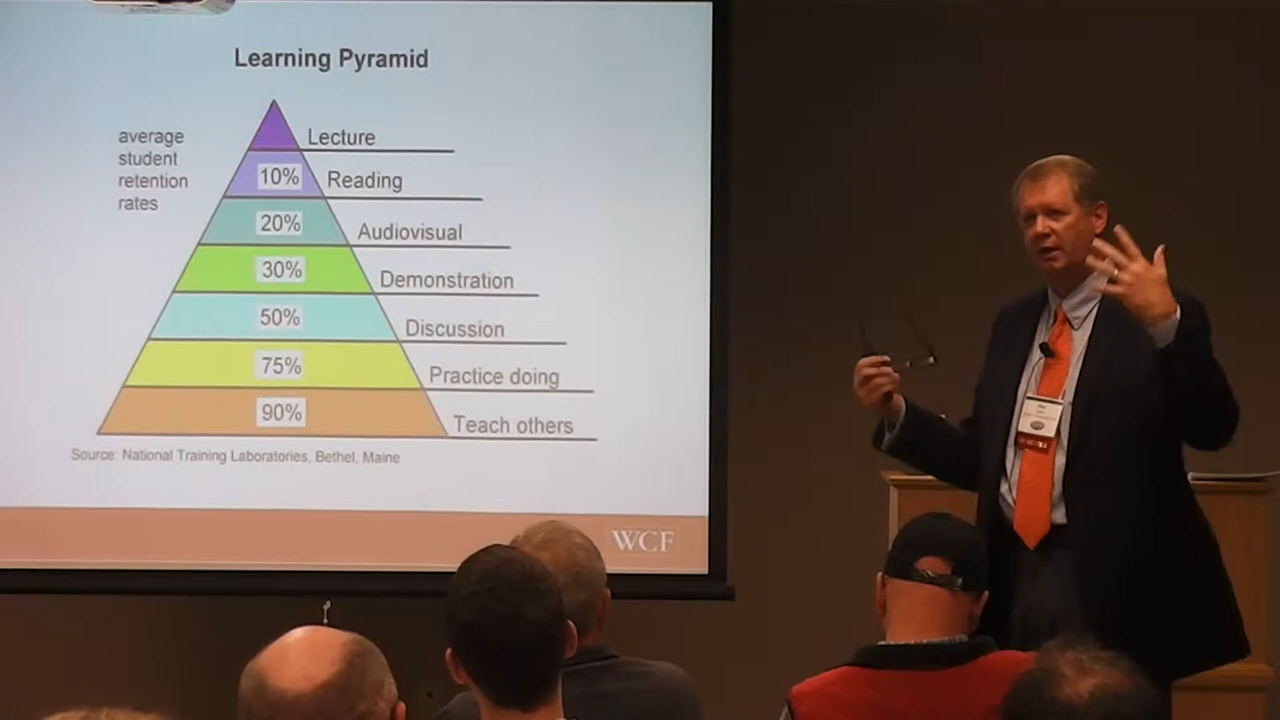 Learning Pyramid
average
student
retention
rates
Lecture
10% Reading
20% Audiovisual
30% Demonstration
50% Discussion
75% Practice doing
90% Teach others
Source: National Training Laboratories, Bethel, Maine
WCF